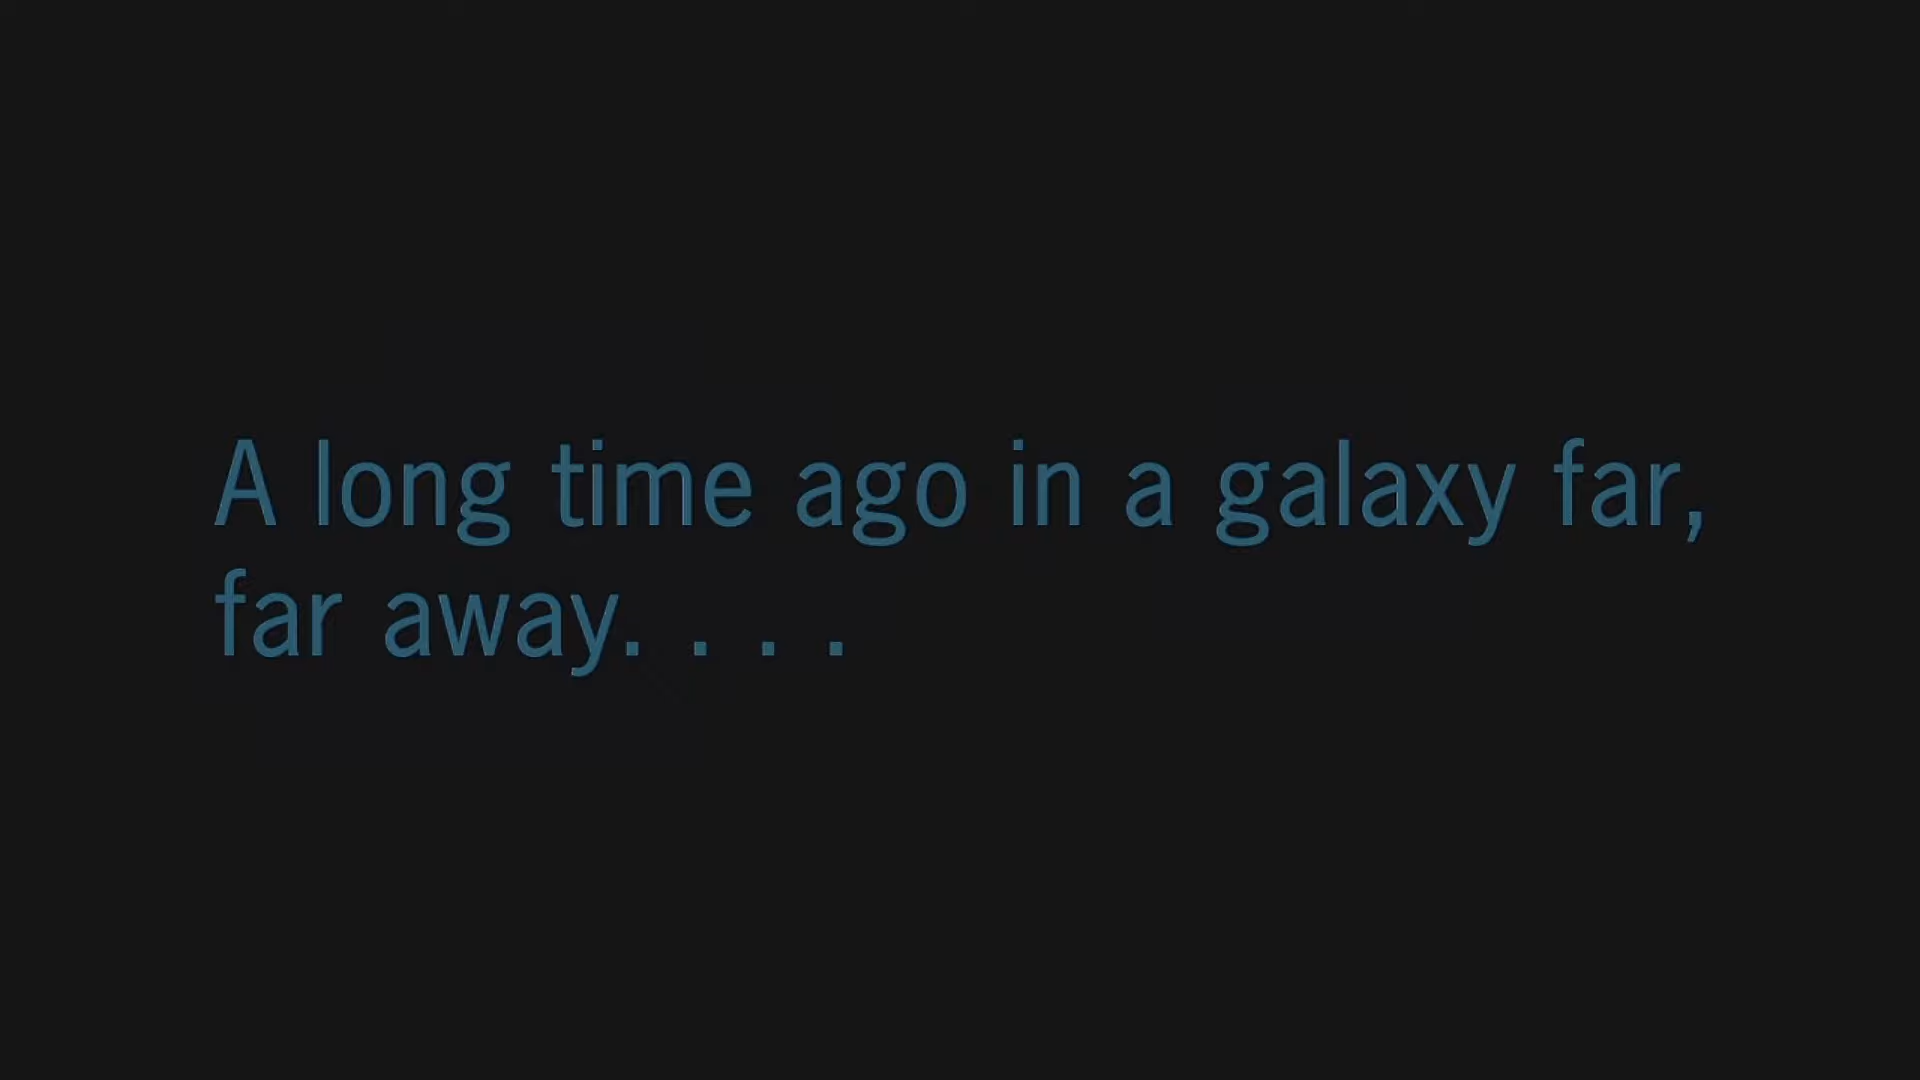 A long time ago in a galaxy far,
far away. . . .